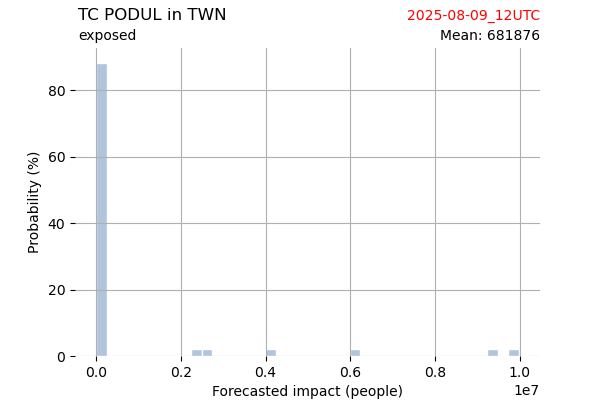 TC PODUL in TWN
2025-08-09_12UTC
exposed
Mean: 681876
80
60
40
20
0
Probability (%)
0.0 0.2 0.4 0.6 0.8 1.0
1e7
Forecasted impact (people)